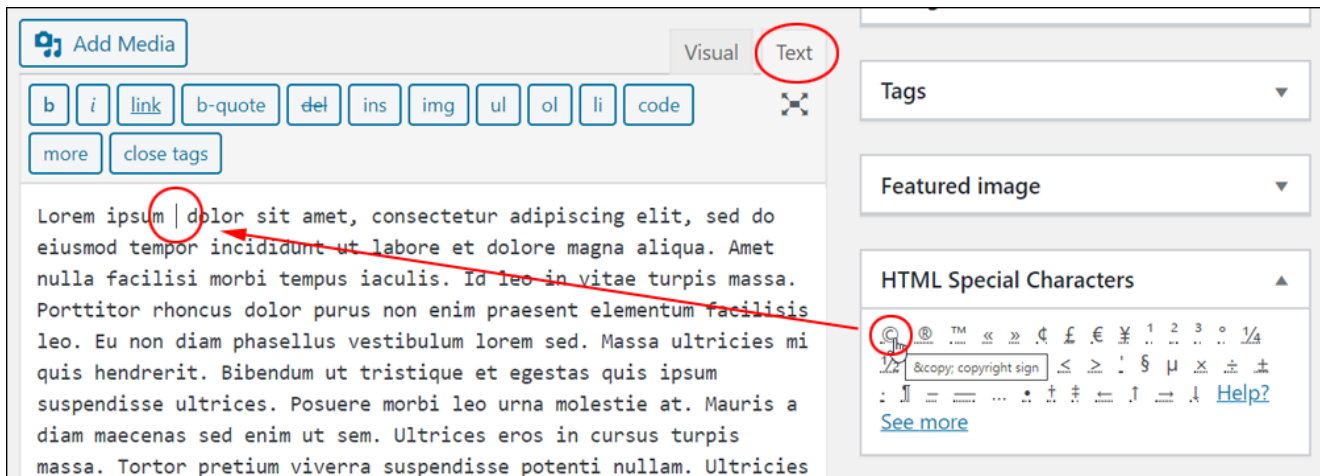 Add Media
Visual Text
b i link b-quote del ins img ul ol li code
more close tags
Lorem ipsum dolor sit amet, consectetur adipiscing elit, sed do
eiusmod tempor incididunt ut labore et dolore magna aliqua. Amet
nulla facilisi morbi tempus iaculis. Id leo in vitae turpis massa.
Porttitor rhoncus dolor purus non enim praesent elementum facilisis
leo. Eu non diam phasellus vestibulum lorem sed. Massa ultricies mi
quis hendrerit. Bibendum ut tristique et egestas quis ipsum
suspendisse ultrices. Posuere morbi leo urna molestie at. Mauris a
diam maecenas sed enim ut sem. Ultrices eros in cursus turpis
massa. Tortor pretium viverra suspendisse potenti nullam. Ultricies
Tags
Featured image
HTML Special Characters
© ® ™ « » ¢ £ € ¥ ¹ ² ³ ° ¼
½ &copy; copyright sign ≤ ≥ § µ × ÷ ±
¶ – — … • † ‡ ← ↑ → ↓ Help?
See more